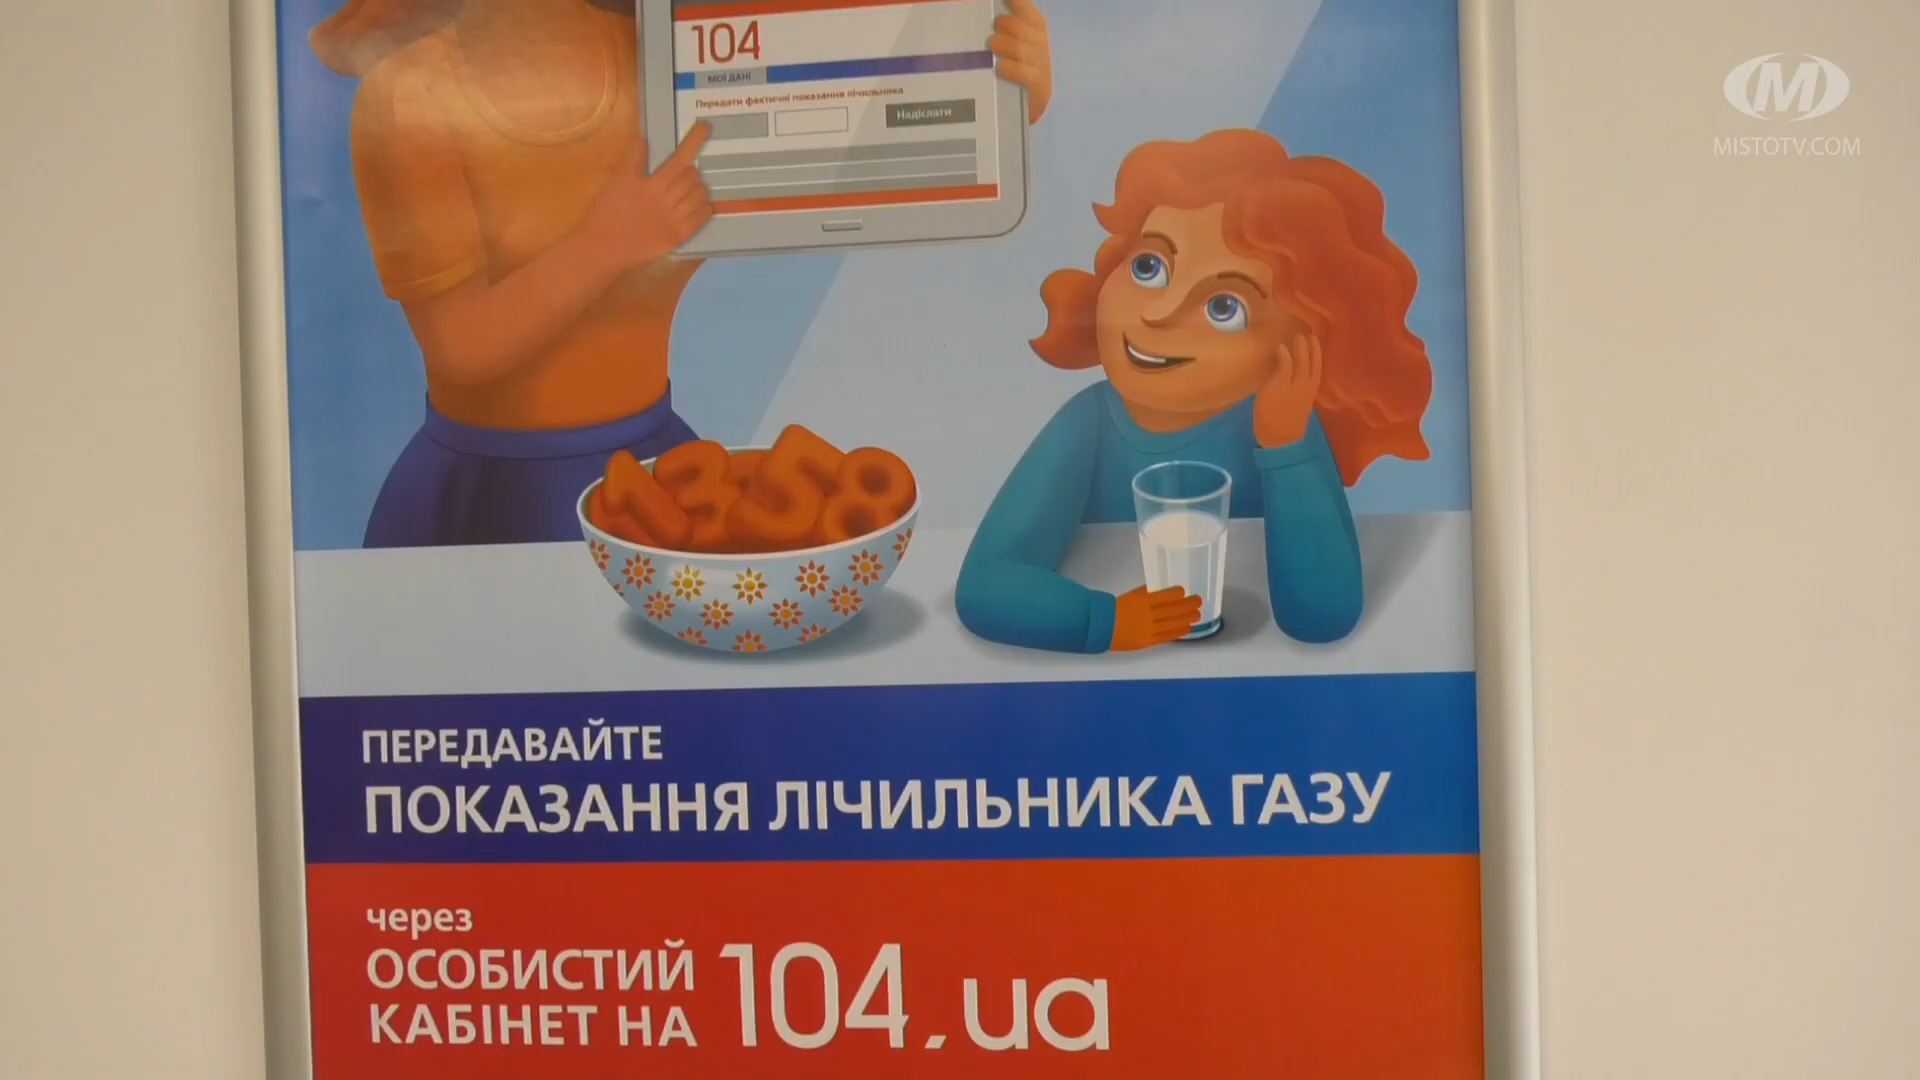 104
МОЇ ДАНІ
Передати фактичні показання лічильника
Надіслати
M
MISTOTV.COM
1358
ПЕРЕДАВАЙТЕ
ПОКАЗАННЯ ЛІЧИЛЬНИКА ГАЗУ
через
ОСОБИСТИЙ
КАБІНЕТ НА 104.ua